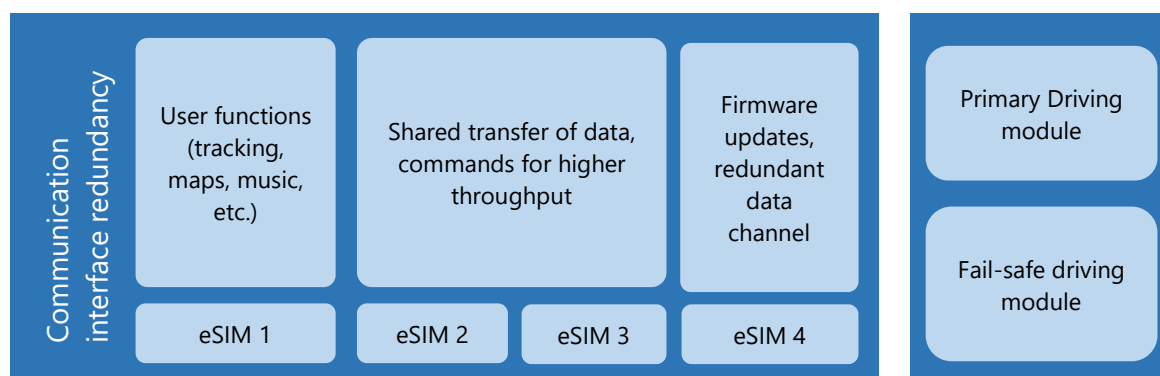 Communication
interface redundancy
User functions
(tracking,
maps, music,
etc.)
Shared transfer of data,
commands for higher
throughput
Firmware
updates,
redundant
data
channel
eSIM 1
eSIM 2
eSIM 3
eSIM 4
Primary Driving
module
Fail-safe driving
module